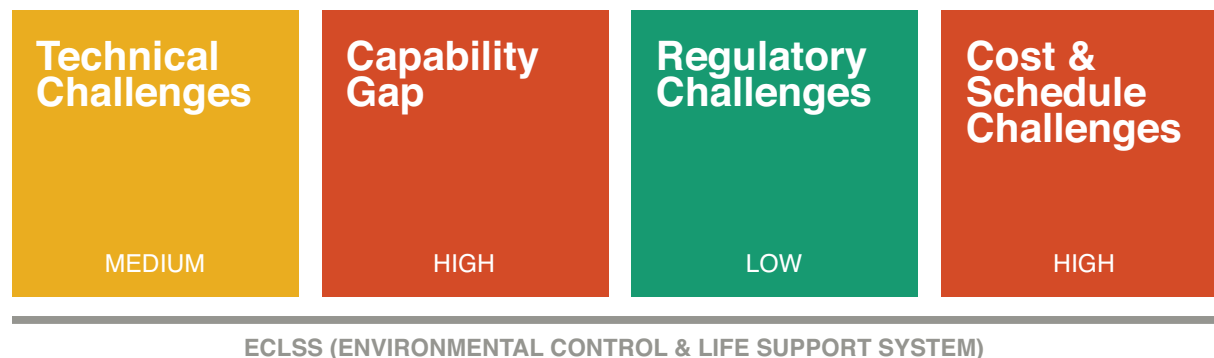 Technical
Challenges
MEDIUM
Capability
Gap
HIGH
Regulatory
Challenges
LOW
Cost &
Schedule
Challenges
HIGH
ECLSS (ENVIRONMENTAL CONTROL & LIFE SUPPORT SYSTEM)